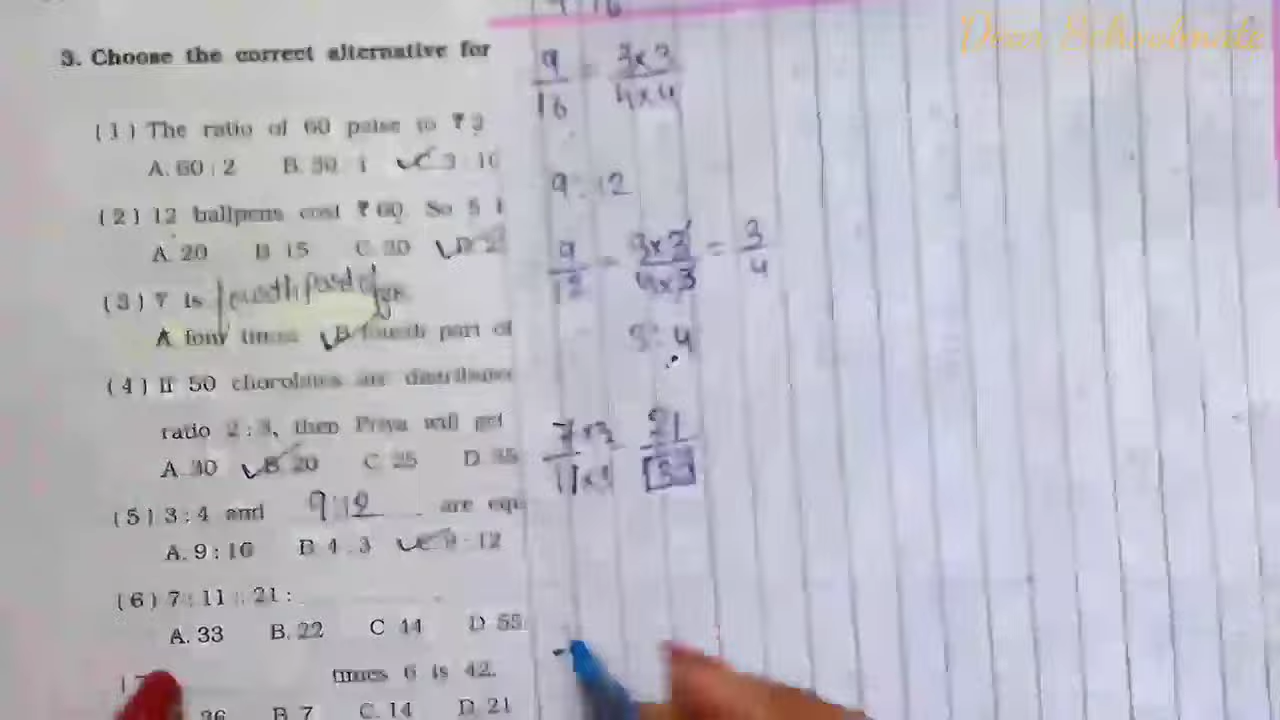 Dear Schoolmate
3. Choose the correct alternative for
(1) The ratio of 60 paise to ₹ 2
A. 60 : 2 B. 30 : 1 C 3 : 10
(2) 12 ballpens cost ₹ 60. So 5
A. 20 B 15 C. 30 D. 2
(3) 7 is fourth part of
A four times B fourth part of
(4) If 50 chocolates are distributed
ratio 2 : 3, then Priya will get
A. 30 B. 20 C. 25 D. 35
(5) 3 : 4 and 9:12 are equ
A. 9 : 16 B. 4 : 3 C 9 : 12
(6) 7 : 11 :: 21 :
A. 33 B. 22 C 44 D 55
times 6 is 42.
36 B 7 C. 14 D 21
9/16 = 3×3/4×4
9 : 12
9/12 = 3×3/4×3 = 3/4
: 4
7×3/11×3 21/33